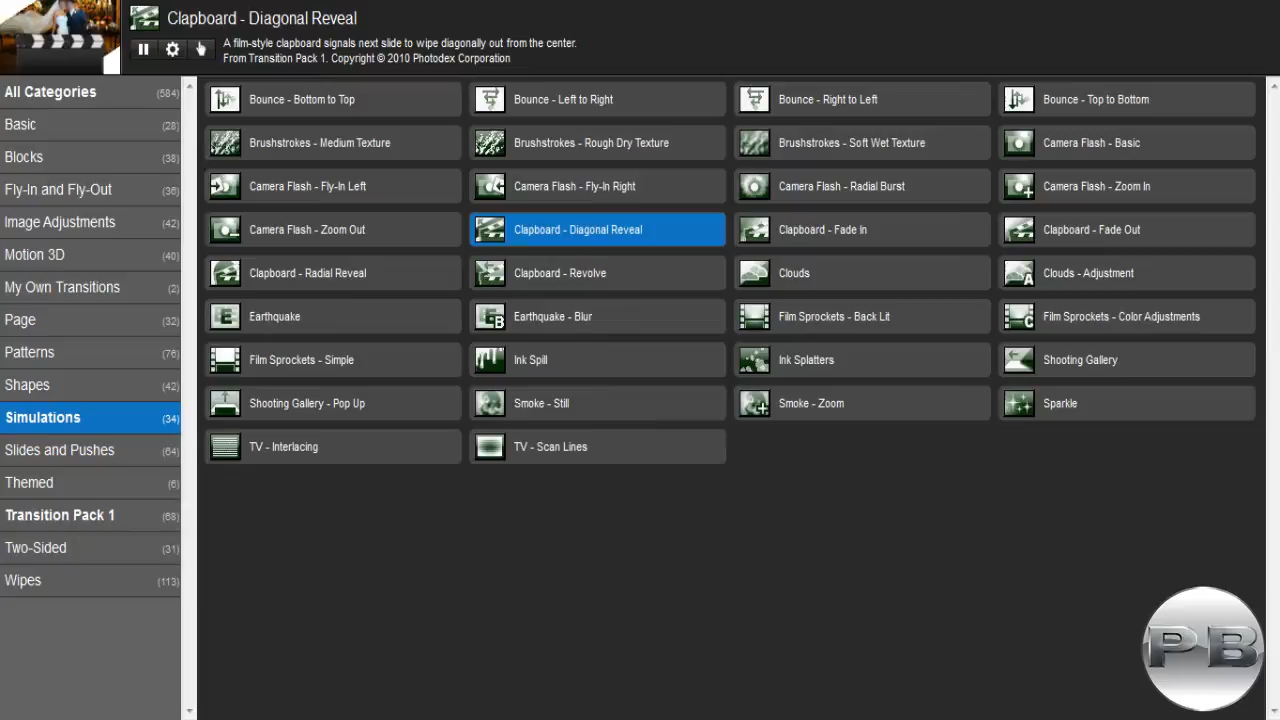 Clapboard - Diagonal Reveal
A film-style clapboard signals next slide to wipe diagonally out from the center.
From Transition Pack 1. Copyright © 2010 Photodex Corporation
All Categories (584)
Basic (28)
Blocks (38)
Fly-In and Fly-Out (36)
Image Adjustments (42)
Motion 3D (40)
My Own Transitions (2)
Page (32)
Patterns (76)
Shapes (42)
Simulations (34)
Slides and Pushes (64)
Themed (6)
Transition Pack 1 (68)
Two-Sided (31)
Wipes (113)
Bounce - Bottom to Top
Bounce - Left to Right
Bounce - Right to Left
Bounce - Top to Bottom
Brushstrokes - Medium Texture
Brushstrokes - Rough Dry Texture
Brushstrokes - Soft Wet Texture
Camera Flash - Basic
Camera Flash - Fly-In Left
Camera Flash - Fly-In Right
Camera Flash - Radial Burst
Camera Flash - Zoom In
Camera Flash - Zoom Out
Clapboard - Diagonal Reveal
Clapboard - Fade In
Clapboard - Fade Out
Clapboard - Radial Reveal
Clapboard - Revolve
Clouds
Clouds - Adjustment
Earthquake
Earthquake - Blur
Film Sprockets - Back Lit
Film Sprockets - Color Adjustments
Film Sprockets - Simple
Ink Spill
Ink Splatters
Shooting Gallery
Shooting Gallery - Pop Up
Smoke - Still
Smoke - Zoom
Sparkle
TV - Interlacing
TV - Scan Lines
PB